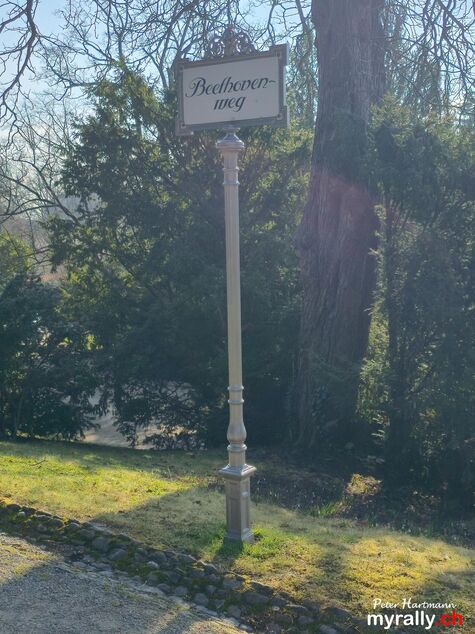 Beethoven-
weg
Peter Hartmann
myrally.ch